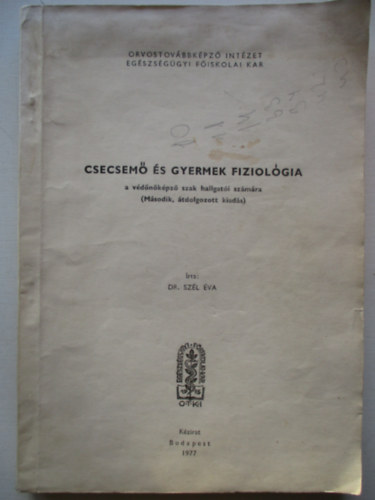 ORVOSTOVÁBBKÉPZŐ INTÉZET
EGÉSZSÉGÜGYI FŐISKOLAI KAR
CSECSEMŐ ÉS GYERMEK FIZIOLÓGIA
a védőnőképző szak hallgatói számára
(Második, átdolgozott kiadás)
Írta:
DR. SZÉL ÉVA
OTKI
Kézirat
Budapest
1977